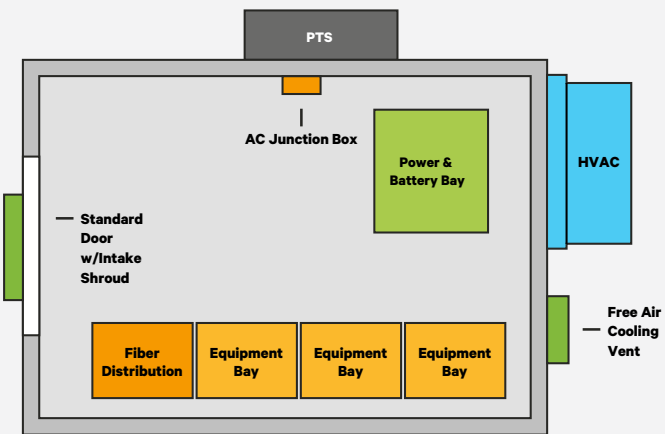 PTS
AC Junction Box
Power &
Battery Bay
HVAC
Standard
Door
w/Intake
Shroud
Free Air
Cooling
Vent
Fiber
Distribution
Equipment
Bay
Equipment
Bay
Equipment
Bay